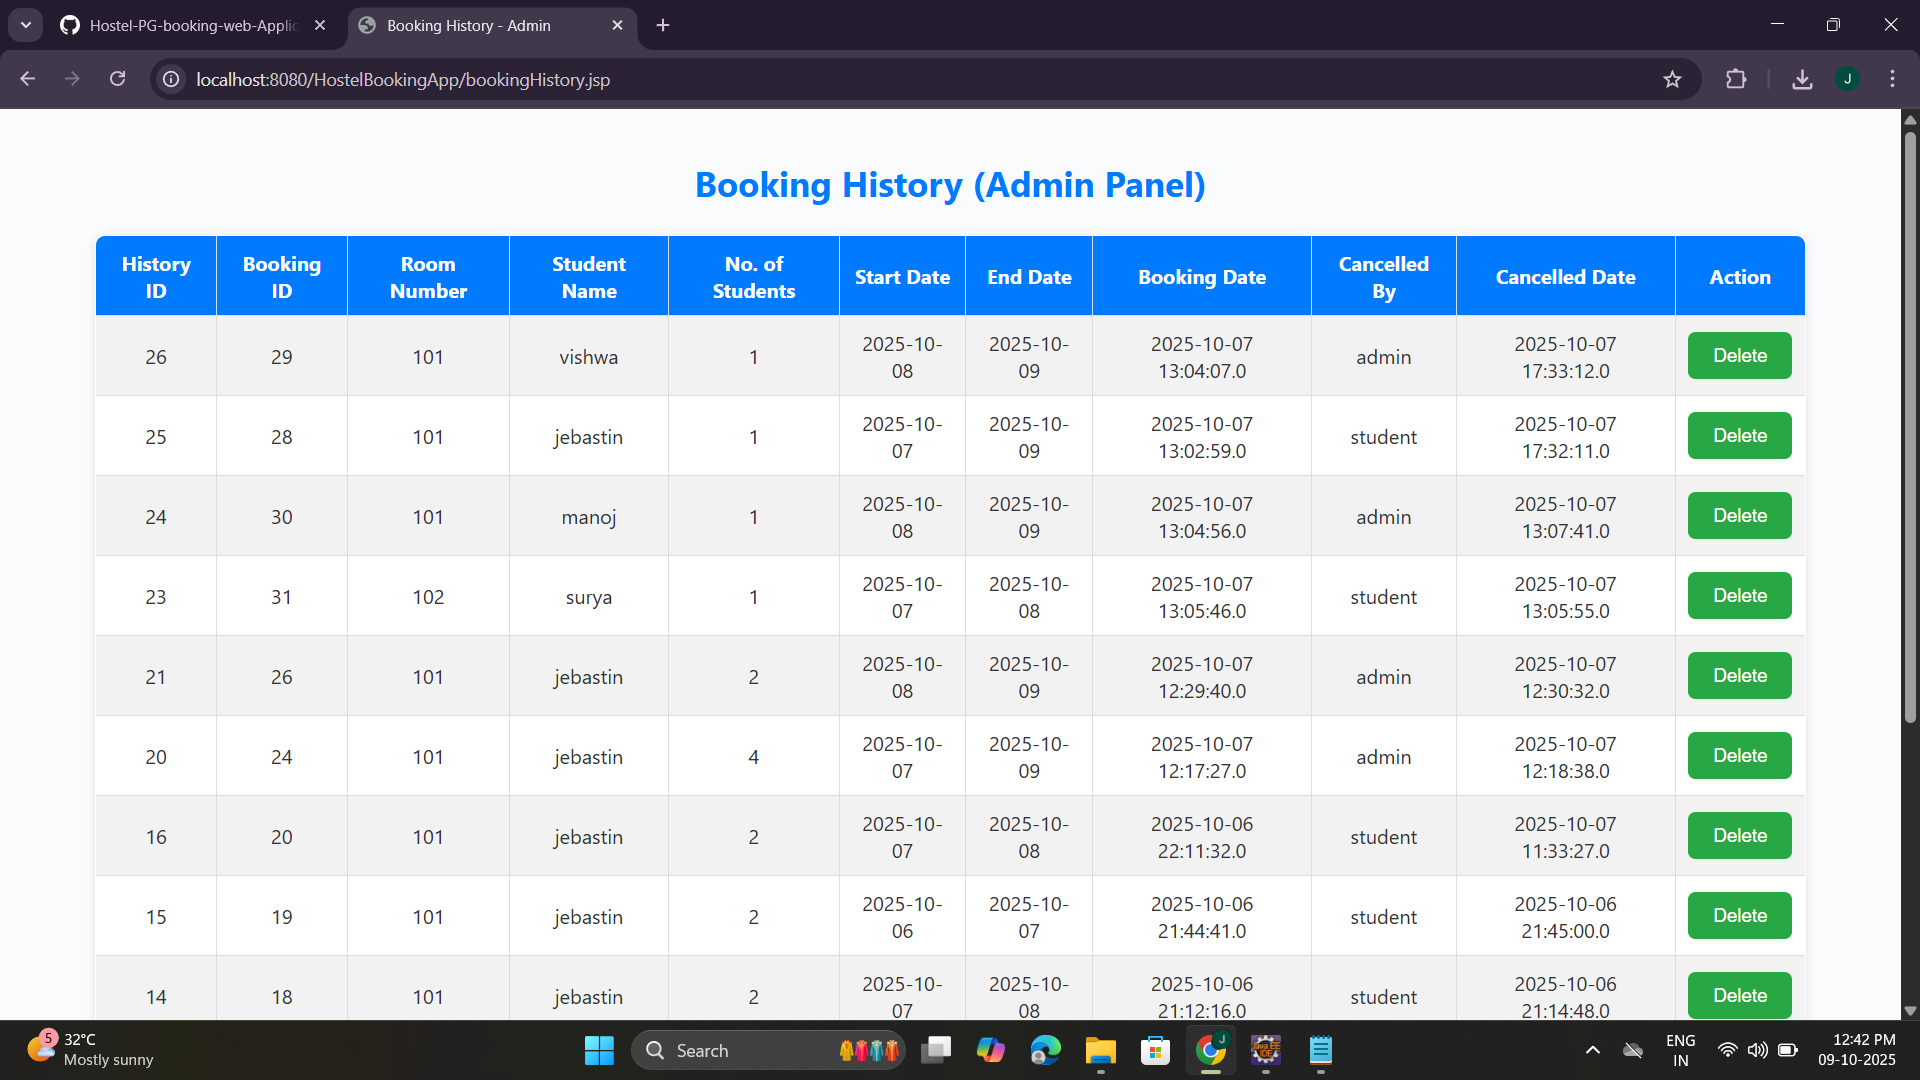 Hostel-PG-booking-web-Applic
Booking History - Admin
localhost:8080/HostelBookingApp/bookingHistory.jsp
J
Booking History (Admin Panel)
History ID Booking ID Room Number Student Name No. of Students Start Date End Date Booking Date Cancelled By Cancelled Date Action
26 29 101 vishwa 1 2025-10-08 2025-10-09 2025-10-07 13:04:07.0 admin 2025-10-07 17:33:12.0 Delete
25 28 101 jebastin 1 2025-10-07 2025-10-09 2025-10-07 13:02:59.0 student 2025-10-07 17:32:11.0 Delete
24 30 101 manoj 1 2025-10-08 2025-10-09 2025-10-07 13:04:56.0 admin 2025-10-07 13:07:41.0 Delete
23 31 102 surya 1 2025-10-07 2025-10-08 2025-10-07 13:05:46.0 student 2025-10-07 13:05:55.0 Delete
21 26 101 jebastin 2 2025-10-08 2025-10-09 2025-10-07 12:29:40.0 admin 2025-10-07 12:30:32.0 Delete
20 24 101 jebastin 4 2025-10-07 2025-10-09 2025-10-07 12:17:27.0 admin 2025-10-07 12:18:38.0 Delete
16 20 101 jebastin 2 2025-10-07 2025-10-08 2025-10-06 22:11:32.0 student 2025-10-07 11:33:27.0 Delete
15 19 101 jebastin 2 2025-10-06 2025-10-07 2025-10-06 21:44:41.0 student 2025-10-06 21:45:00.0 Delete
14 18 101 jebastin 2 2025-10-07 2025-10-08 2025-10-06 21:12:16.0 student 2025-10-06 21:14:48.0 Delete
5
32°C
Mostly sunny
Search
J
Java EE
IDE
ENG
IN
12:42 PM
09-10-2025